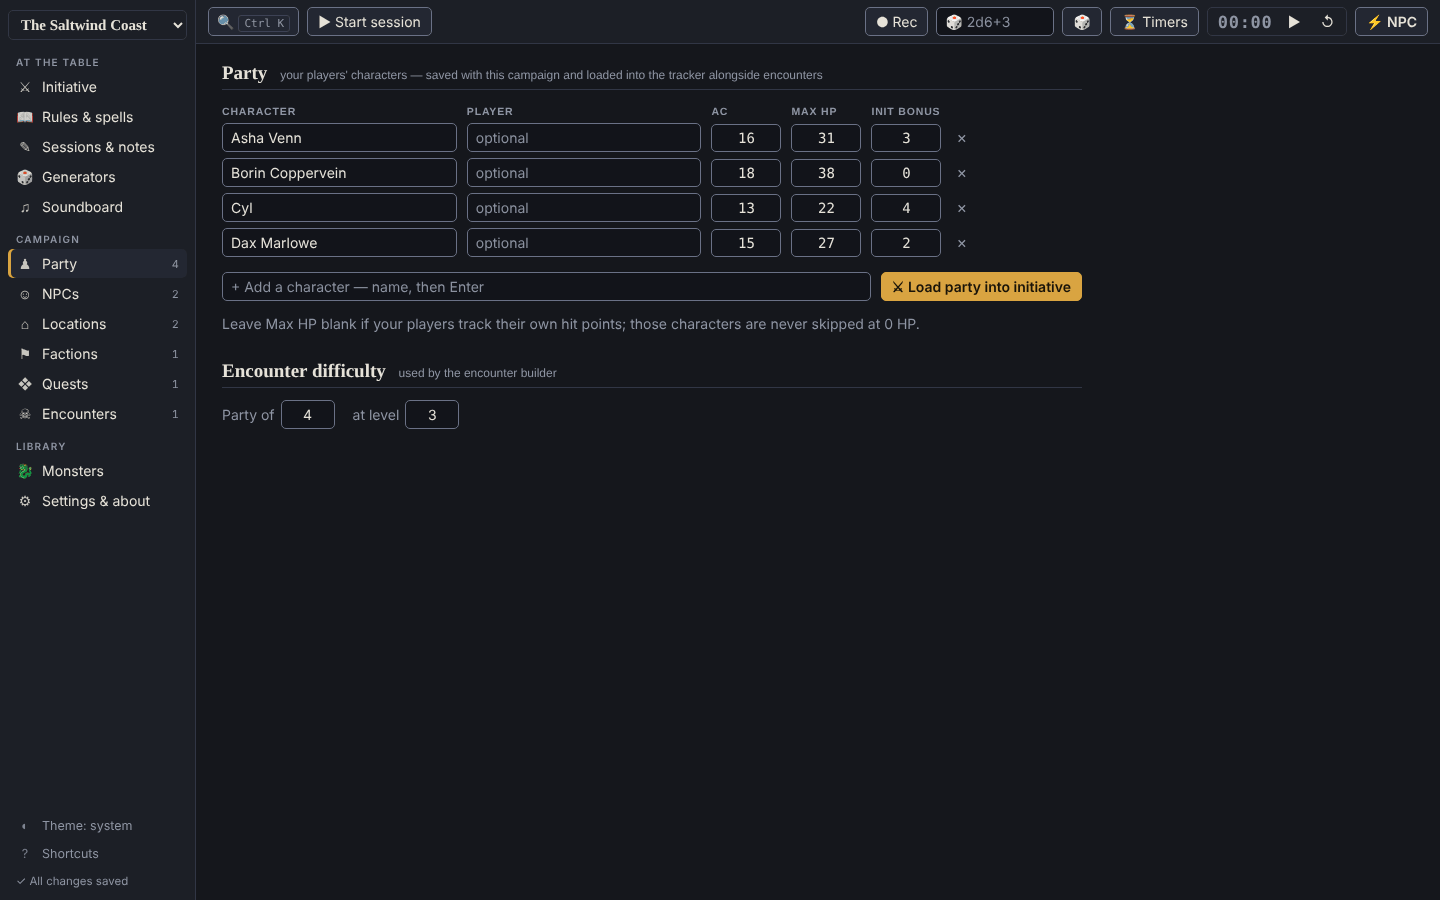 The Saltwind Coast
AT THE TABLE
Initiative
Rules & spells
Sessions & notes
Generators
Soundboard
CAMPAIGN
Party 4
NPCs 2
Locations 2
Factions 1
Quests 1
Encounters 1
LIBRARY
Monsters
Settings & about
Theme: system
? Shortcuts
✓ All changes saved
Ctrl K
Start session
Rec
2d6+3
Timers
00:00
NPC
Party your players' characters — saved with this campaign and loaded into the tracker alongside encounters
CHARACTER PLAYER AC MAX HP INIT BONUS
Asha Venn optional 16 31 3 ×
Borin Coppervein optional 18 38 0 ×
Cyl optional 13 22 4 ×
Dax Marlowe optional 15 27 2 ×
+ Add a character — name, then Enter
Load party into initiative
Leave Max HP blank if your players track their own hit points; those characters are never skipped at 0 HP.
Encounter difficulty used by the encounter builder
Party of 4 at level 3